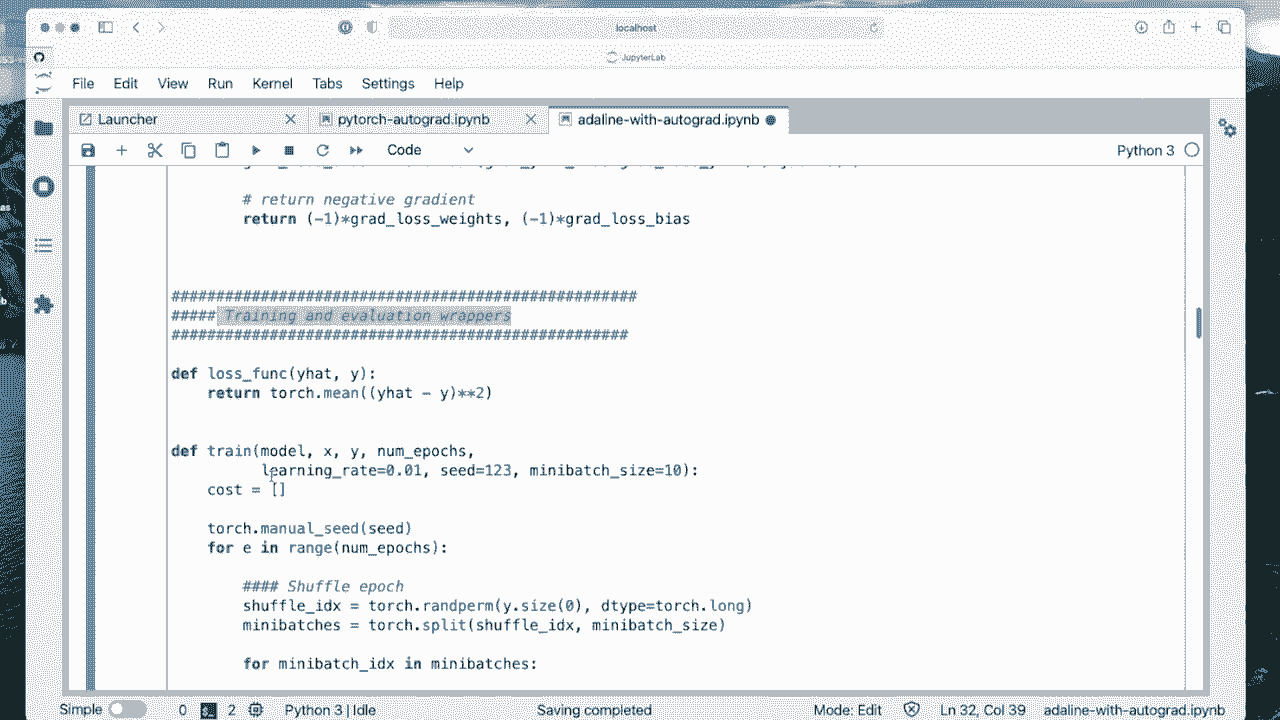 localhost
JupyterLab
File Edit View Run Kernel Tabs Settings Help
Launcher pytorch-autograd.ipynb adaline-with-autograd.ipynb
Code Python 3
# return negative gradient
return (-1)*grad_loss_weights, (-1)*grad_loss_bias
####################################################
##### Training and evaluation wrappers
###################################################
def loss_func(yhat, y):
return torch.mean((yhat - y)**2)
def train(model, x, y, num_epochs,
learning_rate=0.01, seed=123, minibatch_size=10):
cost = []
torch.manual_seed(seed)
for e in range(num_epochs):
#### Shuffle epoch
shuffle_idx = torch.randperm(y.size(0), dtype=torch.long)
minibatches = torch.split(shuffle_idx, minibatch_size)
for minibatch_idx in minibatches:
Simple 0 2 Python 3 | Idle Saving completed Mode: Edit Ln 32, Col 39 adaline-with-autograd.ipynb